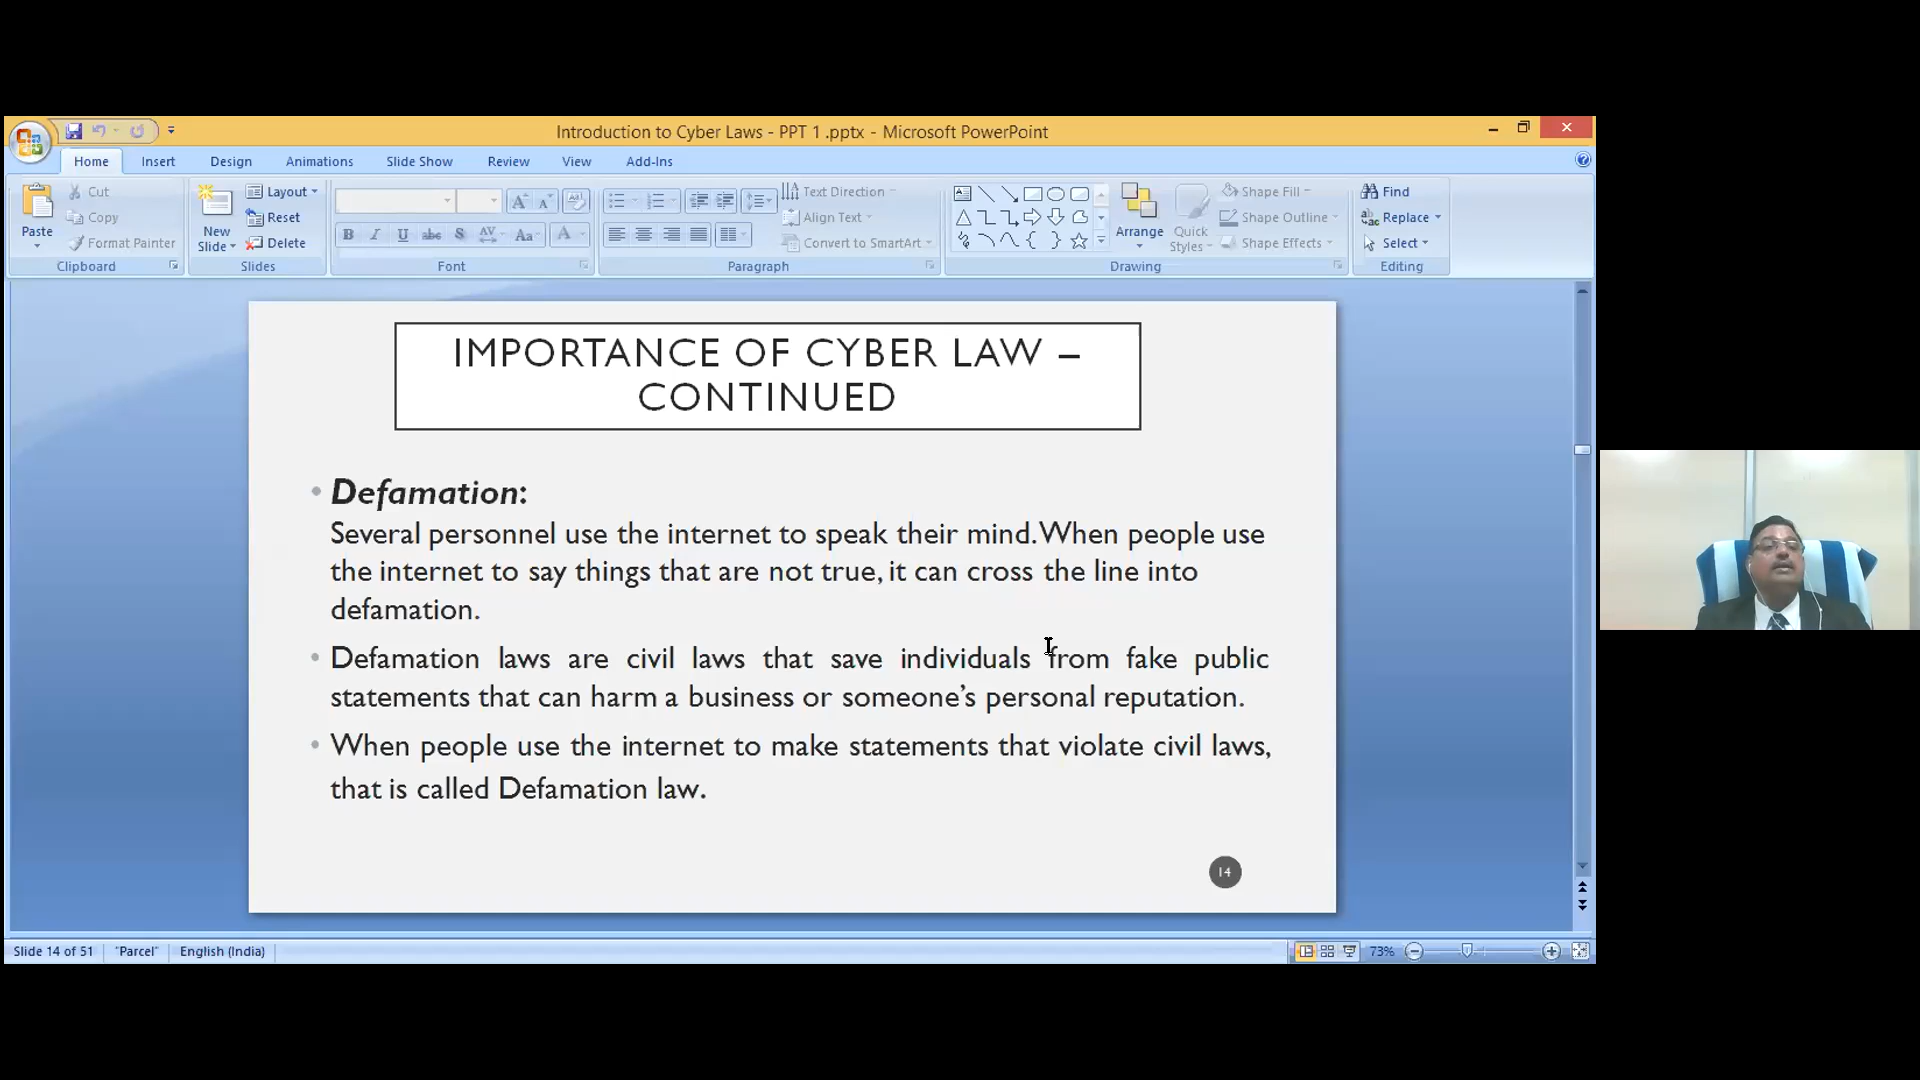 Introduction to Cyber Laws - PPT 1 .pptx - Microsoft PowerPoint
Home Insert Design Animations Slide Show Review View Add-Ins
Paste
Cut
Copy
Format Painter
Clipboard
New
Slide
Layout
Reset
Delete
Slides
Font
Text Direction
Align Text
Convert to SmartArt
Paragraph
Arrange
Quick
Styles
Shape Fill
Shape Outline
Shape Effects
Drawing
Find
Replace
Select
Editing
IMPORTANCE OF CYBER LAW –
CONTINUED
• Defamation:
Several personnel use the internet to speak their mind. When people use
the internet to say things that are not true, it can cross the line into
defamation.
• Defamation laws are civil laws that save individuals from fake public
statements that can harm a business or someone’s personal reputation.
• When people use the internet to make statements that violate civil laws,
that is called Defamation law.
14
Slide 14 of 51 "Parcel" English (India) 73%